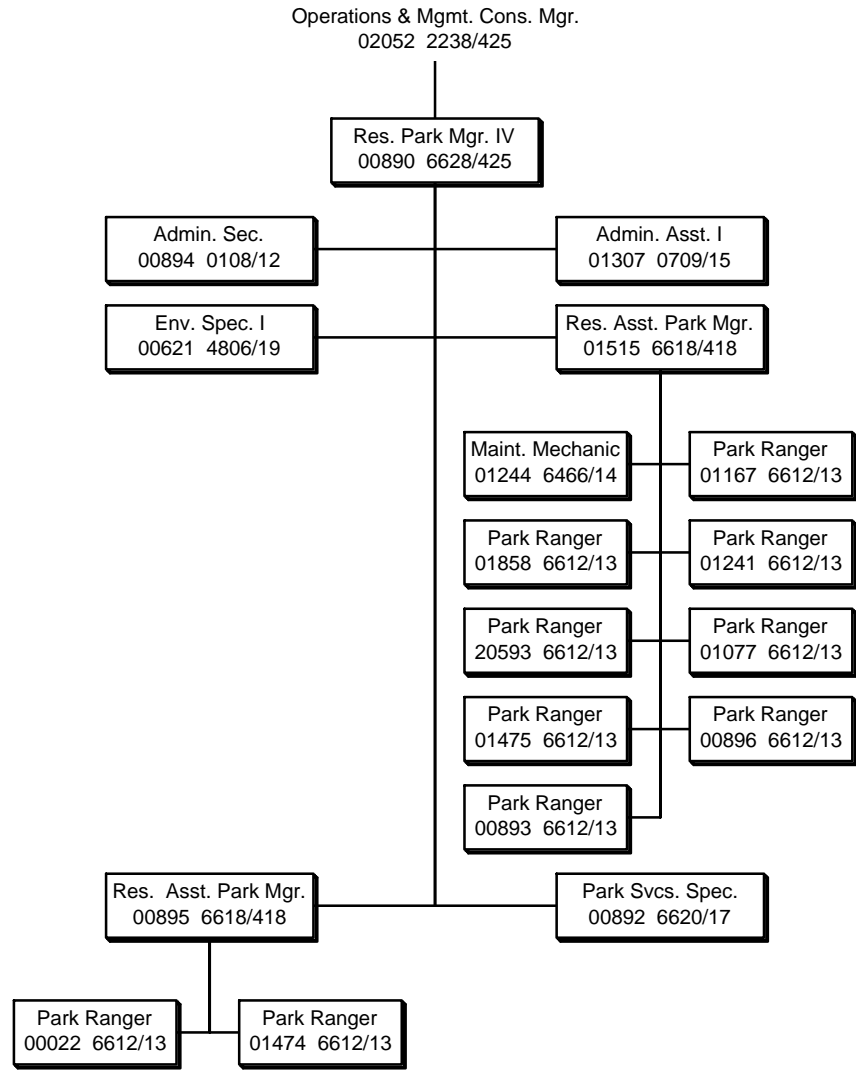 Operations & Mgmt. Cons. Mgr.
02052 2238/425
Res. Park Mgr. IV
00890 6628/425
Admin. Sec.
00894 0108/12
Admin. Asst. I
01307 0709/15
Env. Spec. I
00621 4806/19
Res. Asst. Park Mgr.
01515 6618/418
Maint. Mechanic
01244 6466/14
Park Ranger
01167 6612/13
Park Ranger
01858 6612/13
Park Ranger
01241 6612/13
Park Ranger
20593 6612/13
Park Ranger
01077 6612/13
Park Ranger
01475 6612/13
Park Ranger
00896 6612/13
Park Ranger
00893 6612/13
Res. Asst. Park Mgr.
00895 6618/418
Park Svcs. Spec.
00892 6620/17
Park Ranger
00022 6612/13
Park Ranger
01474 6612/13